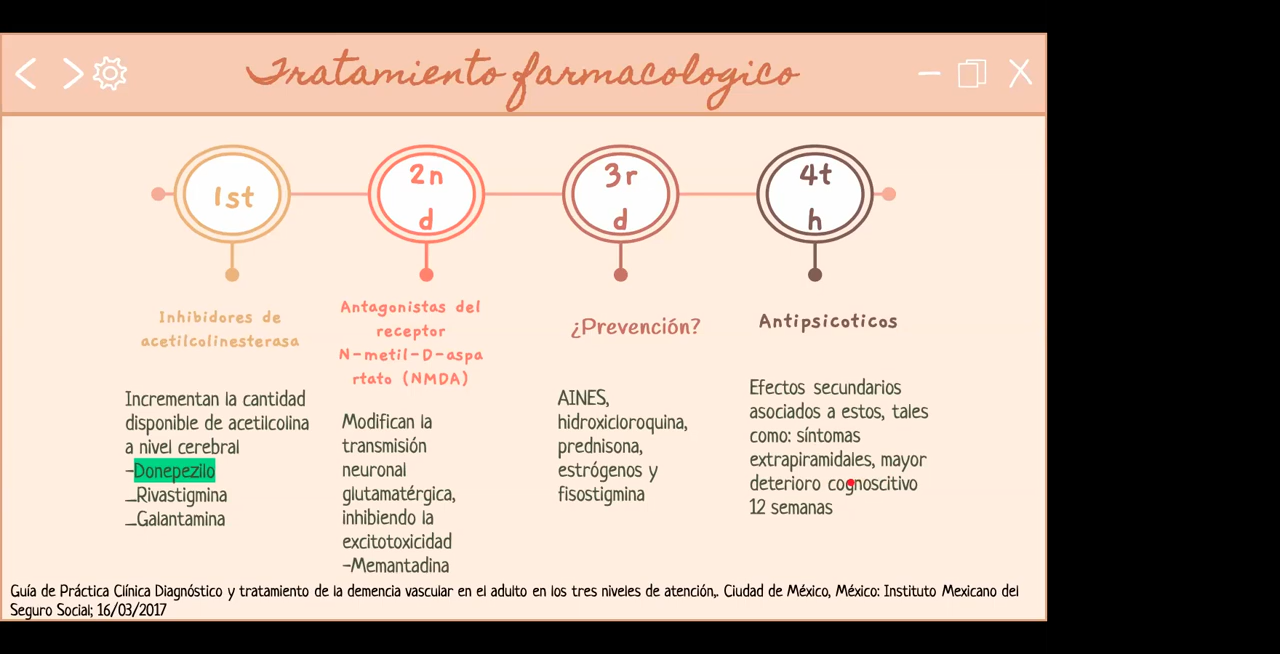 Tratamiento farmacologico
1st
2n
d
3r
d
4t
h
Inhibidores de
acetilcolinesterasa
Incrementan la cantidad
disponible de acetilcolina
a nivel cerebral
-Donepezilo
_Rivastigmina
_Galantamina
Antagonistas del
receptor
N-metil-D-aspa
rtato (NMDA)
Modifican la
transmisión
neuronal
glutamatérgica,
inhibiendo la
excitotoxicidad
-Memantadina
¿Prevención?
AINES,
hidroxicloroquina,
prednisona,
estrógenos y
fisostigmina
Antipsicoticos
Efectos secundarios
asociados a estos, tales
como: síntomas
extrapiramidales, mayor
deterioro cognoscitivo
12 semanas
Guía de Práctica Clínica Diagnóstico y tratamiento de la demencia vascular en el adulto en los tres niveles de atención,. Ciudad de México, México: Instituto Mexicano del
Seguro Social; 16/03/2017